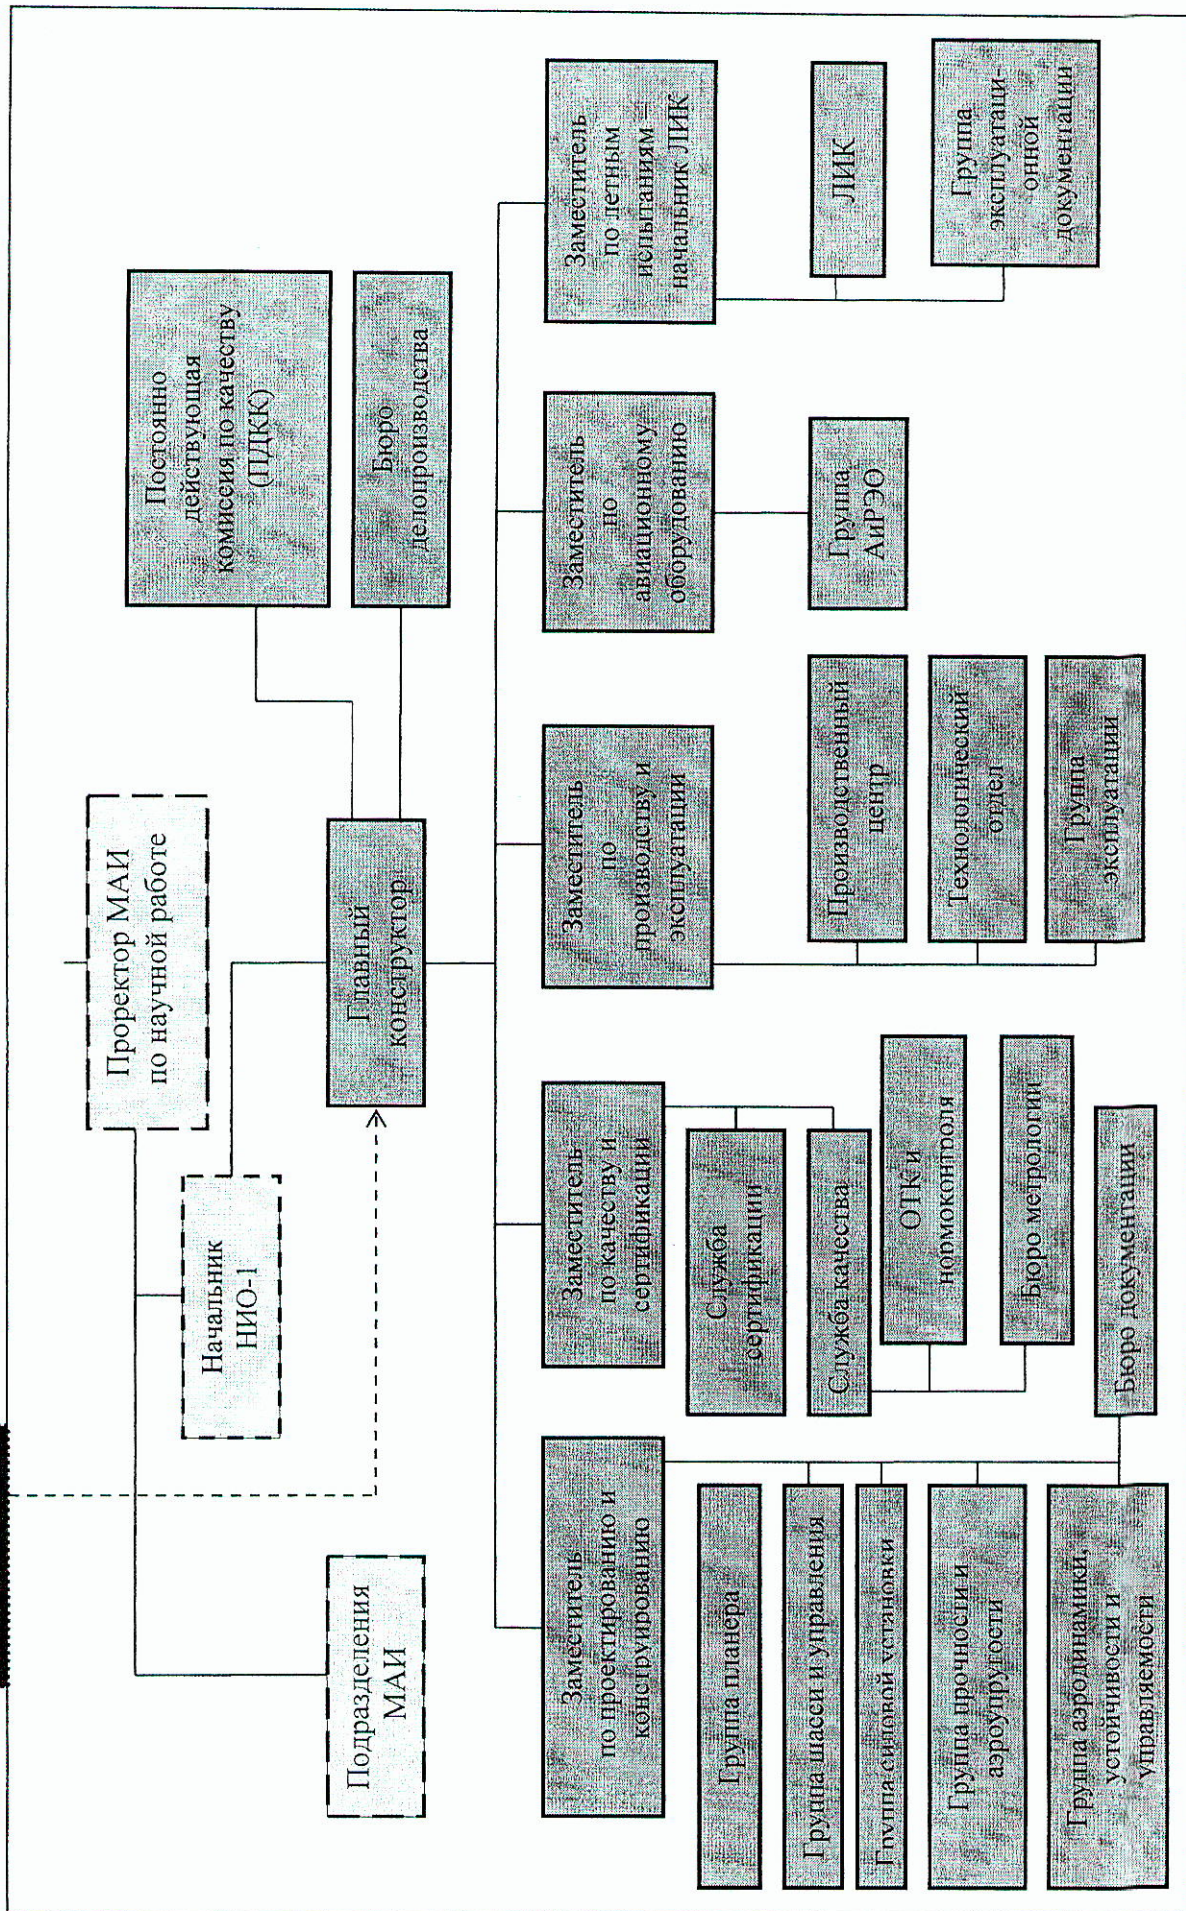 Проректор МАИ
по научной работе
Начальник
НИО-1
Подразделения
МАИ
Главный
конструктор
Постоянно
действующая
комиссия по качеству
(ПДКК)
Бюро
делопроизводства
Заместитель
по проектированию и
конструированию
Группа планера
Группа шасси и управления
Группа силовой установки
Группа прочности и
аэроупругости
Группа аэродинамики,
устойчивости и
управляемости
Бюро документации
Заместитель
по качеству и
сертификации
Служба
сертификации
Служба качества
ОТК и
нормоконтроля
Бюро метрологии
Заместитель
по
производству и
эксплуатации
Производственный
центр
Технологический
отдел
Группа
эксплуатации
Заместитель
по
авиационному
оборудованию
Группа
АиРЭО
Заместитель
по летным
испытаниям –
начальник ЛИК
ЛИК
Группа
эксплуатаци-
онной
документации